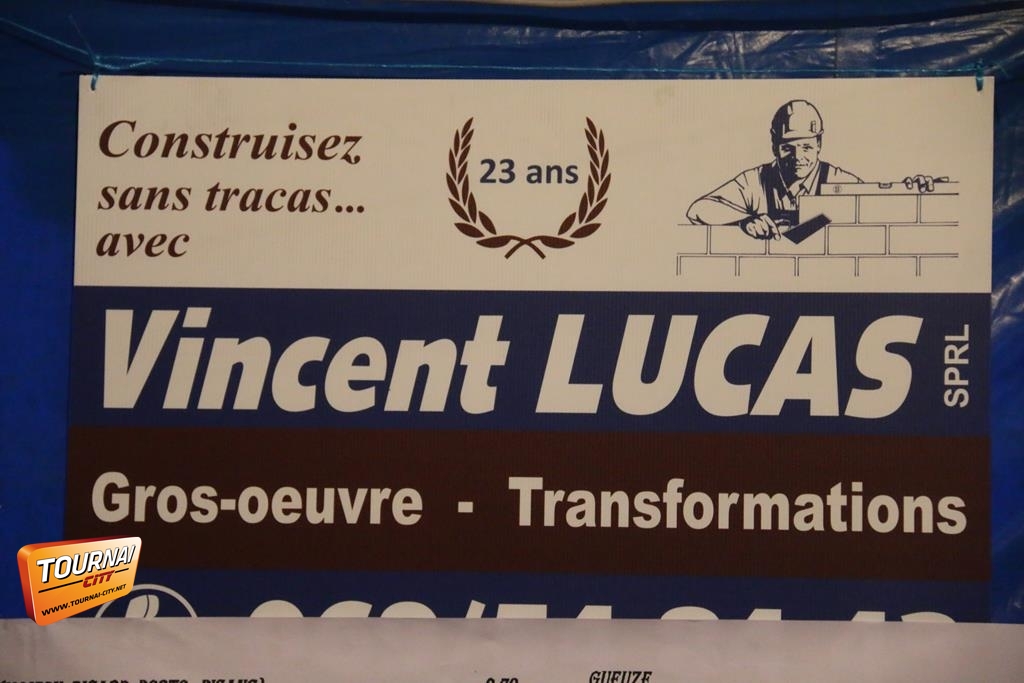 Construisez
sans tracas...
avec
23 ans
Vincent LUCAS SPRL
Gros-oeuvre - Transformations
TOURNAI
CITY
WWW.TOURNAI-CITY.NET
GUEUZE